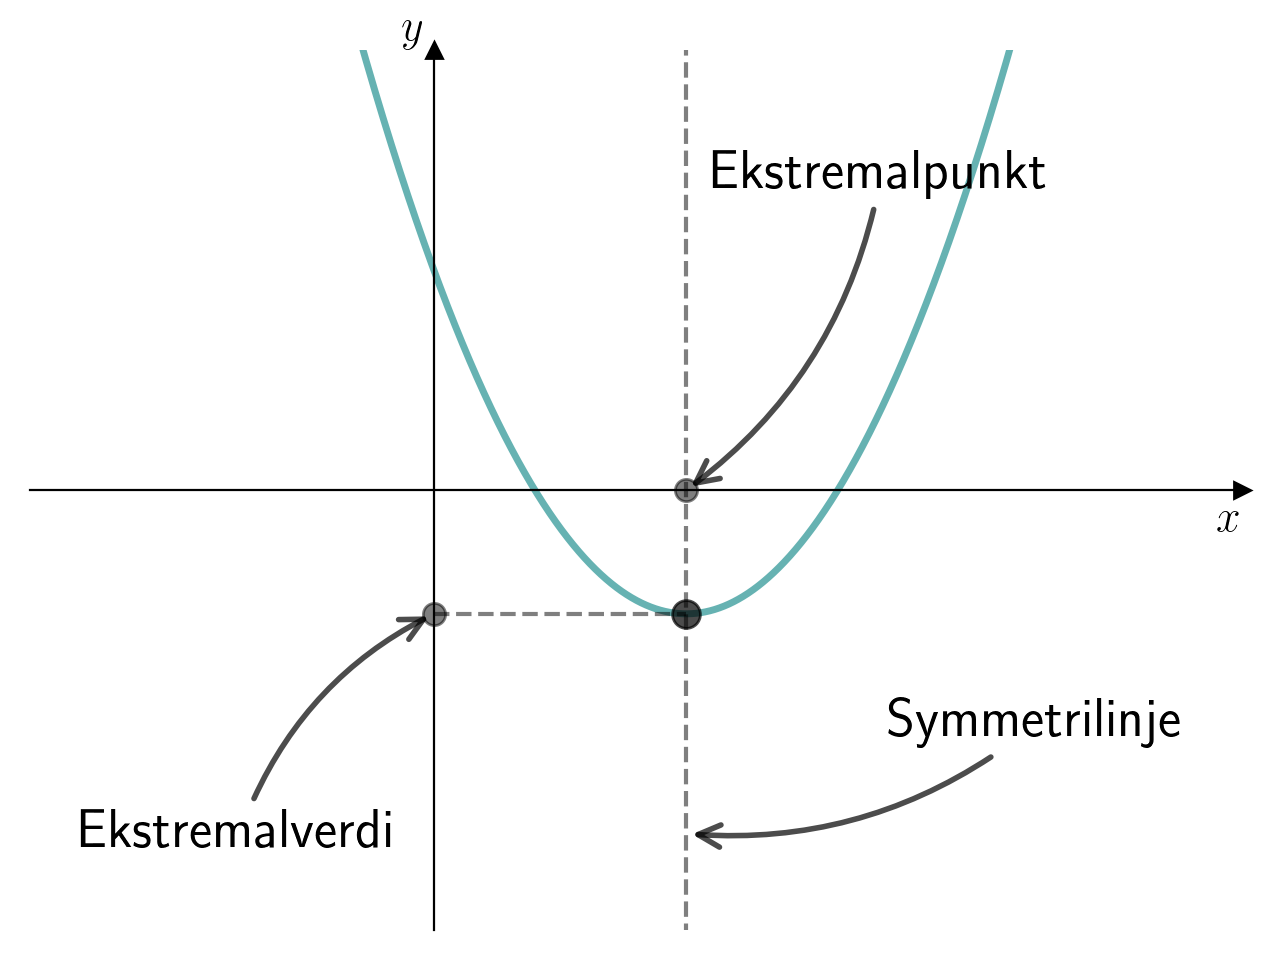 y
Ekstremalpunkt
x
Symmetrilinje
Ekstremalverdi